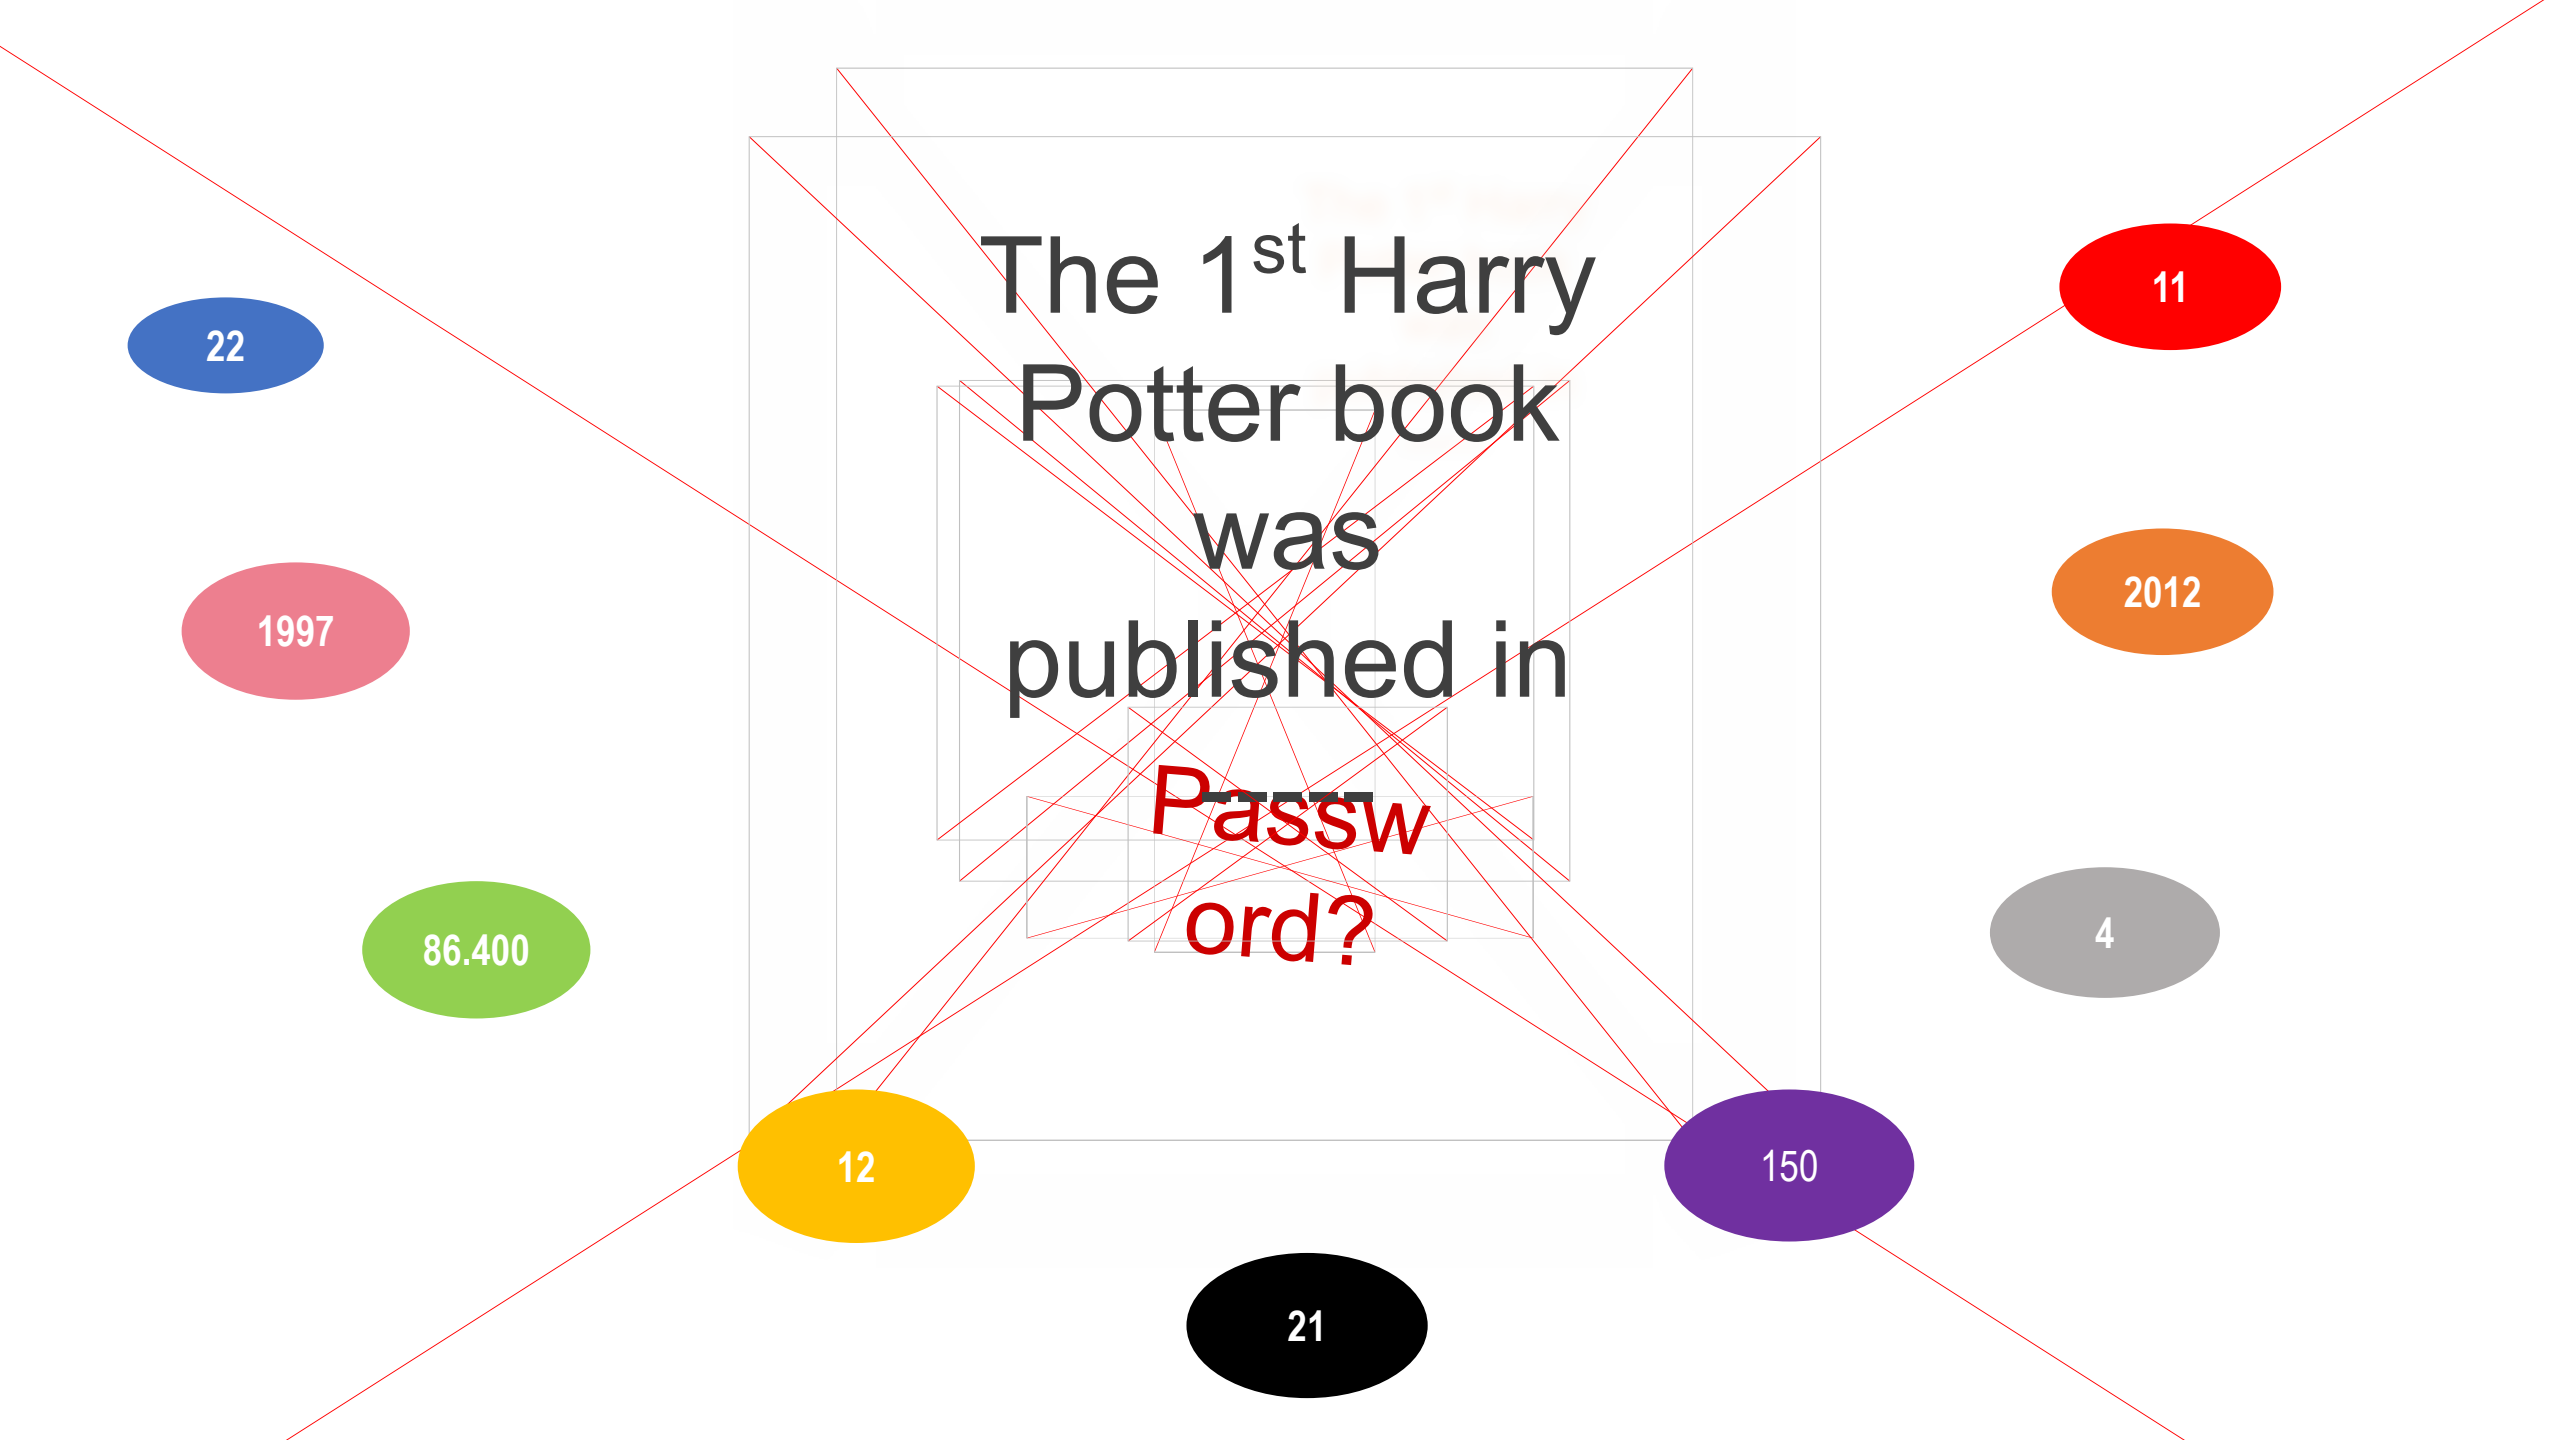 The 1st Harry
Potter book
was
published in
_____
Passw
ord?
22
1997
86.400
12
21
150
4
2012
11